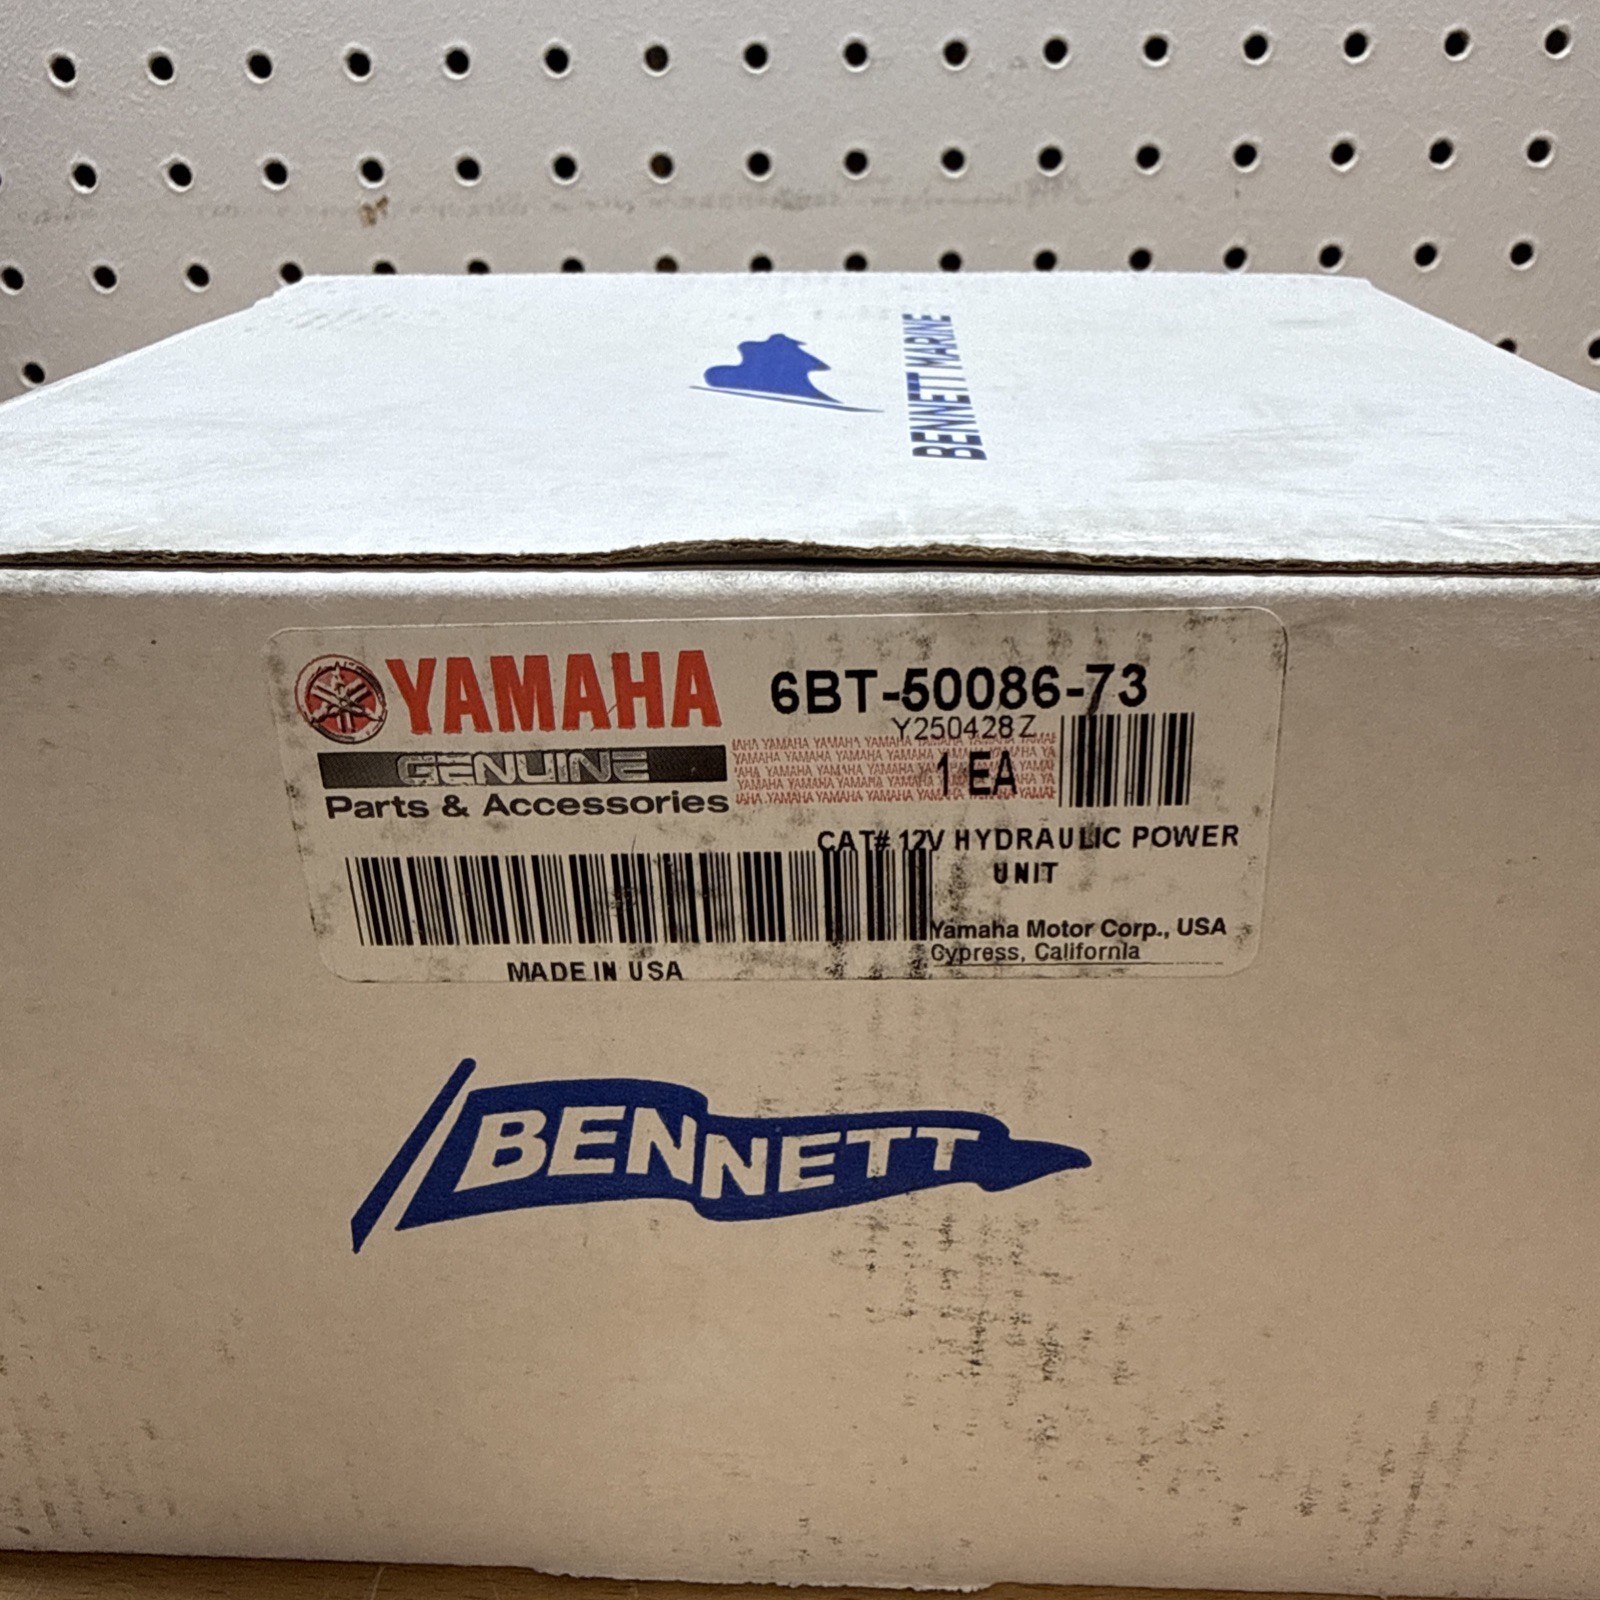 BENNETT MARINE
YAMAHA
6BT-50086-73
Y250428Z
GENUINE
1 EA
Parts & Accessories
CAT# 12V HYDRAULIC POWER
UNIT
Yamaha Motor Corp., USA
Cypress, California
MADE IN USA
BENNETT